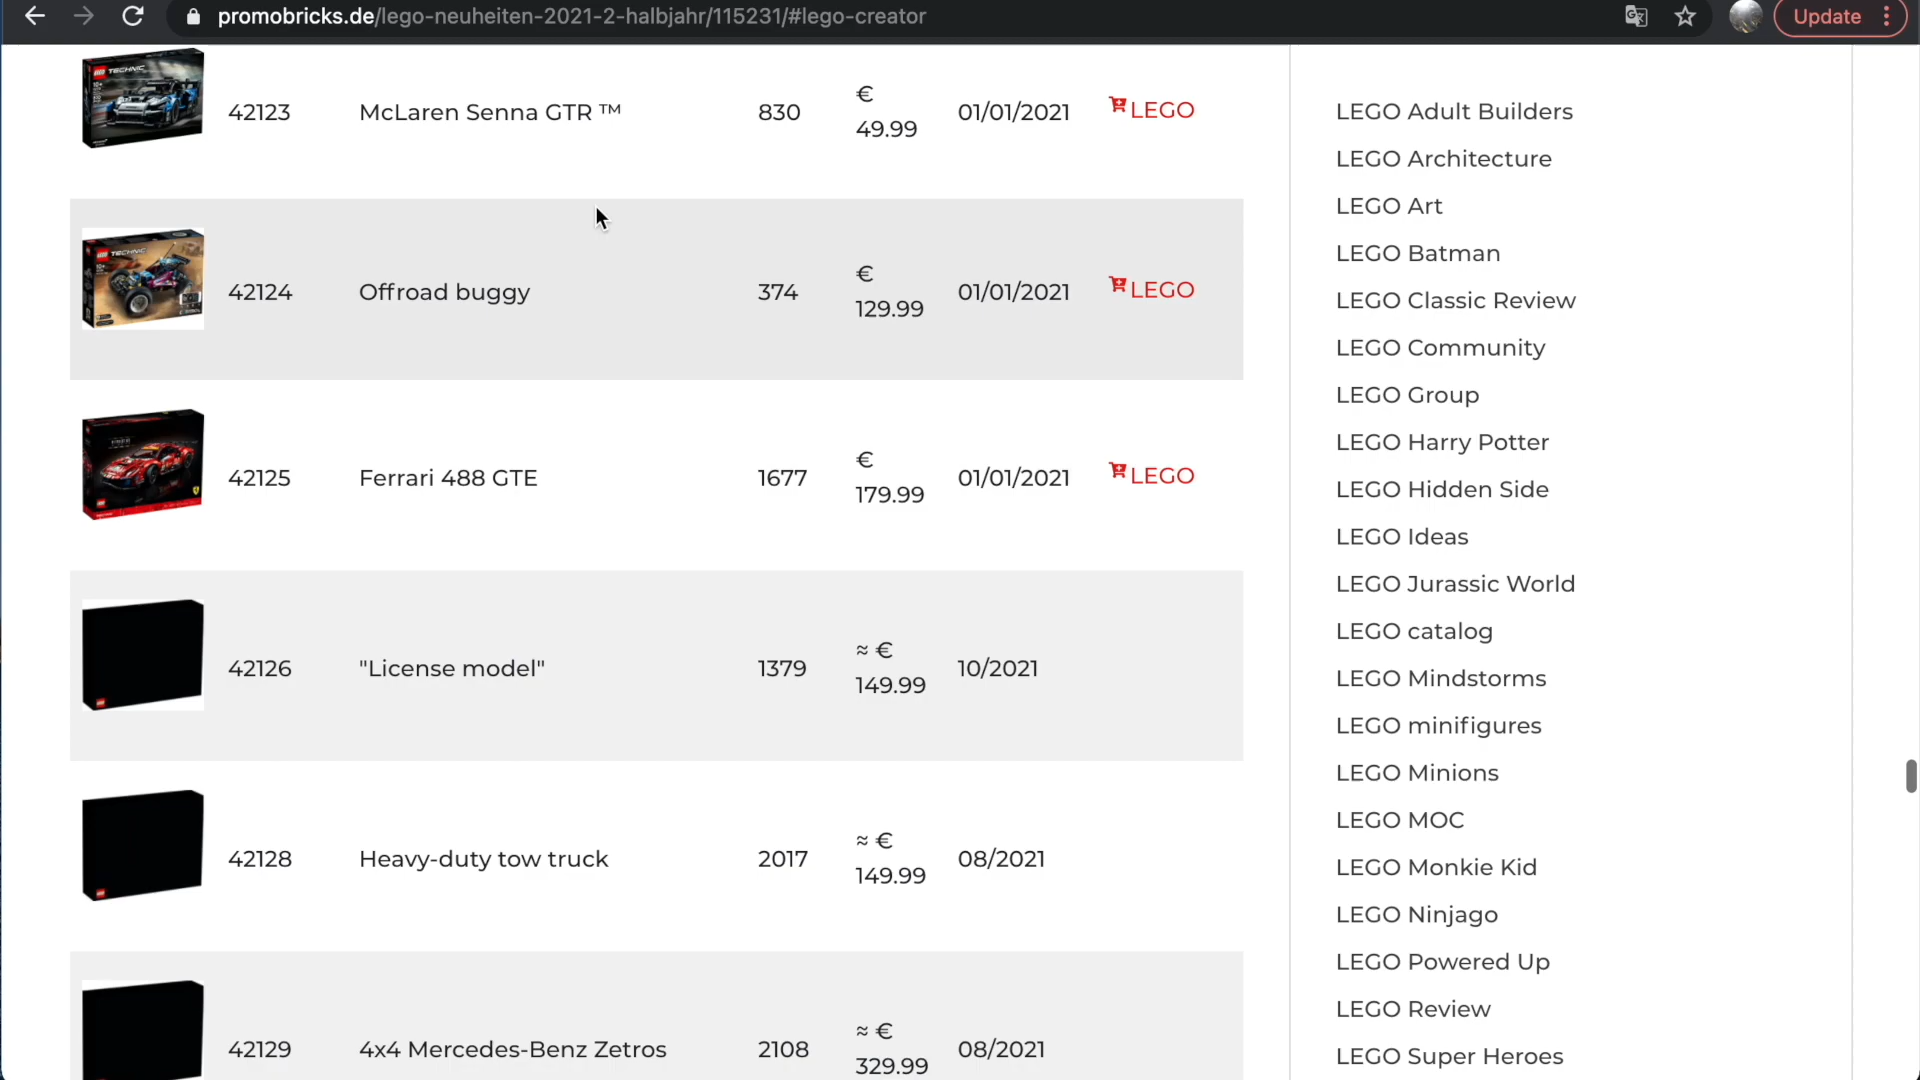 promobricks.de/lego-neuheiten-2021-2-halbjahr/115231/#lego-creator
Update
TECHNIC
42123 McLaren Senna GTR ™ 830 € 49.99 01/01/2021 LEGO
TECHNIC
42124 Offroad buggy 374 € 129.99 01/01/2021 LEGO
42125 Ferrari 488 GTE 1677 € 179.99 01/01/2021 LEGO
42126 "License model" 1379 ≈ € 149.99 10/2021
42128 Heavy-duty tow truck 2017 ≈ € 149.99 08/2021
42129 4x4 Mercedes-Benz Zetros 2108 ≈ € 329.99 08/2021
LEGO Adult Builders
LEGO Architecture
LEGO Art
LEGO Batman
LEGO Classic Review
LEGO Community
LEGO Group
LEGO Harry Potter
LEGO Hidden Side
LEGO Ideas
LEGO Jurassic World
LEGO catalog
LEGO Mindstorms
LEGO minifigures
LEGO Minions
LEGO MOC
LEGO Monkie Kid
LEGO Ninjago
LEGO Powered Up
LEGO Review
LEGO Super Heroes